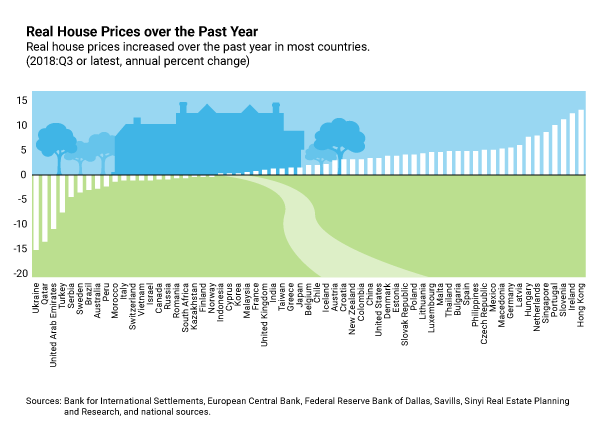 Real House Prices over the Past Year
Real house prices increased over the past year in most countries.
(2018:Q3 or latest, annual percent change)
15
10
5
0
-5
-10
-15
-20
Ukraine
Qatar
United Arab Emirates
Turkey
Serbia
Sweden
Brazil
Australia
Peru
Morocco
Italy
Switzerland
Vietnam
Israel
Canada
Russia
Romania
South Africa
Kazakhstan
Finland
Norway
Indonesia
Cyprus
Korea
Malaysia
France
United Kingdom
India
Taiwan
Greece
Japan
Belgium
Chile
Iceland
Austria
Croatia
New Zealand
Colombia
China
United States
Denmark
Estonia
Slovak Republic
Poland
Lithuania
Luxembourg
Malta
Thailand
Bulgaria
Spain
Philippines
Czech Republic
Mexico
Macedonia
Germany
Latvia
Hungary
Netherlands
Singapore
Portugal
Slovenia
Ireland
Hong Kong
Sources: Bank for International Settlements, European Central Bank, Federal Reserve Bank of Dallas, Savills, Sinyi Real Estate Planning
and Research, and national sources.